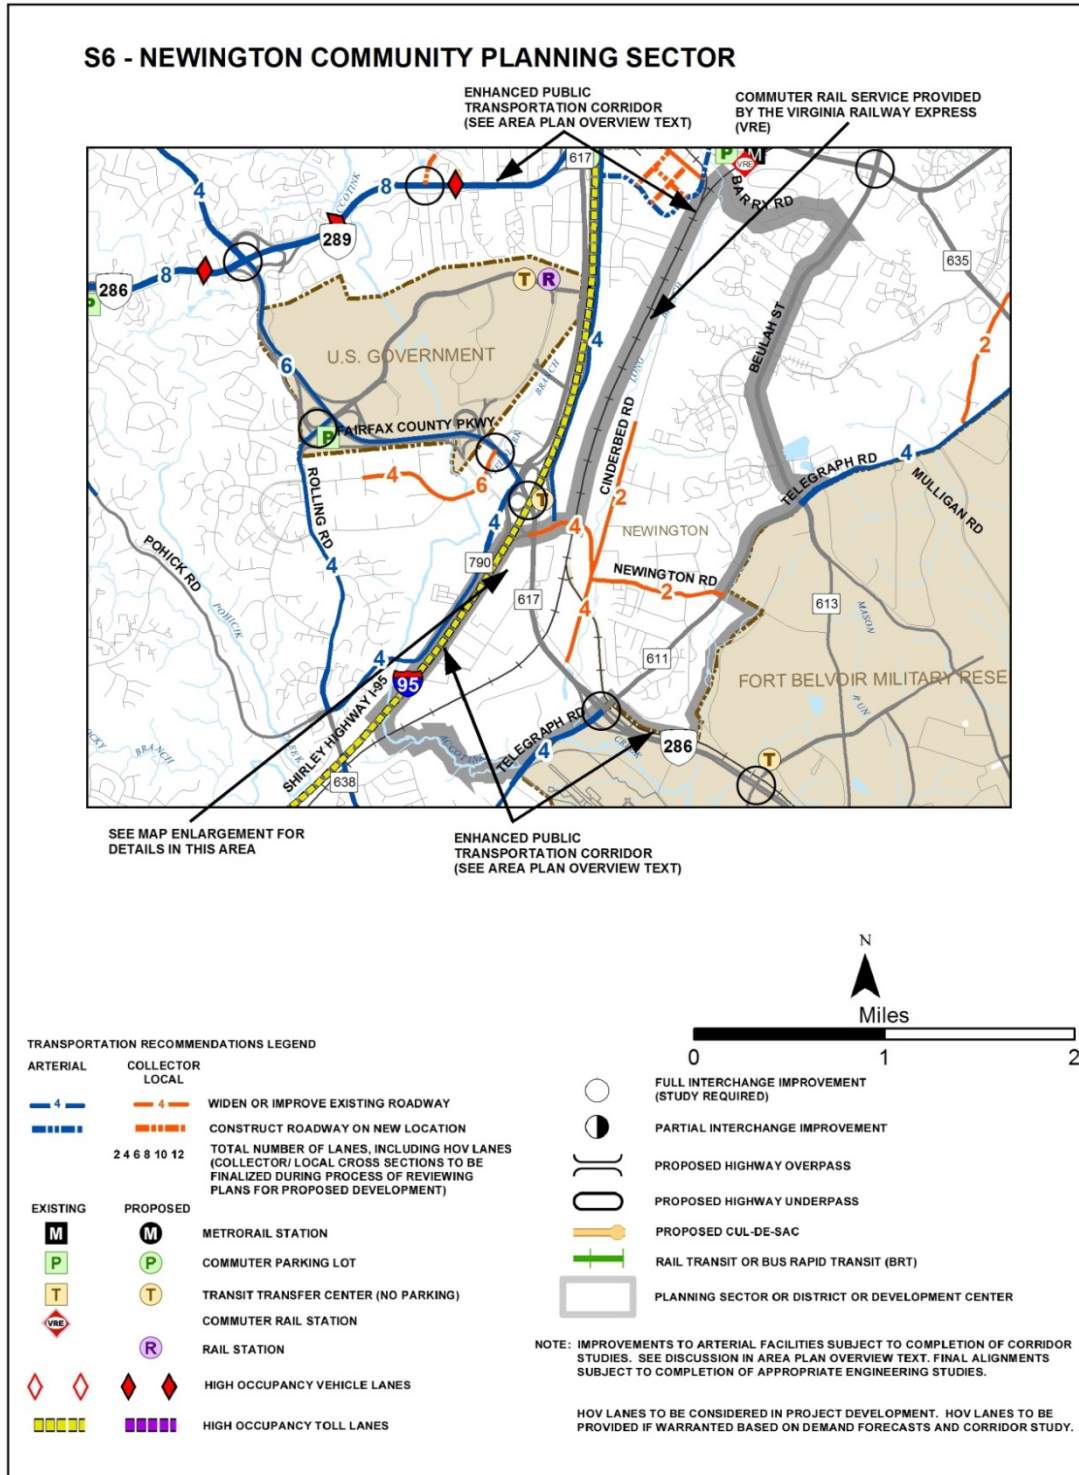 S6 - NEWINGTON COMMUNITY PLANNING SECTOR
ENHANCED PUBLIC
TRANSPORTATION CORRIDOR
(SEE AREA PLAN OVERVIEW TEXT)
COMMUTER RAIL SERVICE PROVIDED
BY THE VIRGINIA RAILWAY EXPRESS
(VRE)
617
P
M
VRE
4
8
ACCOTINK
BARRY RD
289
635
8
286
P
T
R
U.S. GOVERNMENT
4
6
LONG
BRANCH
BEULAH ST
2
FAIRFAX COUNTY PKWY
P
CINDERBED RD
TELEGRAPH RD
4
MULLIGAN RD
4
6
2
T
ROLLING RD
4
4
NEWINGTON
POHICK RD
790
NEWINGTON RD
2
617
4
613
MASON
POHICK
4
611
FORT BELVOIR MILITARY RESE
RUN
95
SHIRLEY HIGHWAY I-95
TELEGRAPH RD
286
BRANCH
CREEK
ACCOTINK
4
CREEK
T
638
4
SEE MAP ENLARGEMENT FOR
DETAILS IN THIS AREA
ENHANCED PUBLIC
TRANSPORTATION CORRIDOR
(SEE AREA PLAN OVERVIEW TEXT)
N
Miles
0 1 2
TRANSPORTATION RECOMMENDATIONS LEGEND
ARTERIAL COLLECTOR
LOCAL
4 4 WIDEN OR IMPROVE EXISTING ROADWAY
CONSTRUCT ROADWAY ON NEW LOCATION
2 4 6 8 10 12 TOTAL NUMBER OF LANES, INCLUDING HOV LANES
(COLLECTOR/ LOCAL CROSS SECTIONS TO BE
FINALIZED DURING PROCESS OF REVIEWING
PLANS FOR PROPOSED DEVELOPMENT)
EXISTING PROPOSED
M M METRORAIL STATION
P P COMMUTER PARKING LOT
T T TRANSIT TRANSFER CENTER (NO PARKING)
VRE COMMUTER RAIL STATION
R RAIL STATION
HIGH OCCUPANCY VEHICLE LANES
HIGH OCCUPANCY TOLL LANES
FULL INTERCHANGE IMPROVEMENT
(STUDY REQUIRED)
PARTIAL INTERCHANGE IMPROVEMENT
PROPOSED HIGHWAY OVERPASS
PROPOSED HIGHWAY UNDERPASS
PROPOSED CUL-DE-SAC
RAIL TRANSIT OR BUS RAPID TRANSIT (BRT)
PLANNING SECTOR OR DISTRICT OR DEVELOPMENT CENTER
NOTE: IMPROVEMENTS TO ARTERIAL FACILITIES SUBJECT TO COMPLETION OF CORRIDOR
STUDIES. SEE DISCUSSION IN AREA PLAN OVERVIEW TEXT. FINAL ALIGNMENTS
SUBJECT TO COMPLETION OF APPROPRIATE ENGINEERING STUDIES.
HOV LANES TO BE CONSIDERED IN PROJECT DEVELOPMENT. HOV LANES TO BE
PROVIDED IF WARRANTED BASED ON DEMAND FORECASTS AND CORRIDOR STUDY.